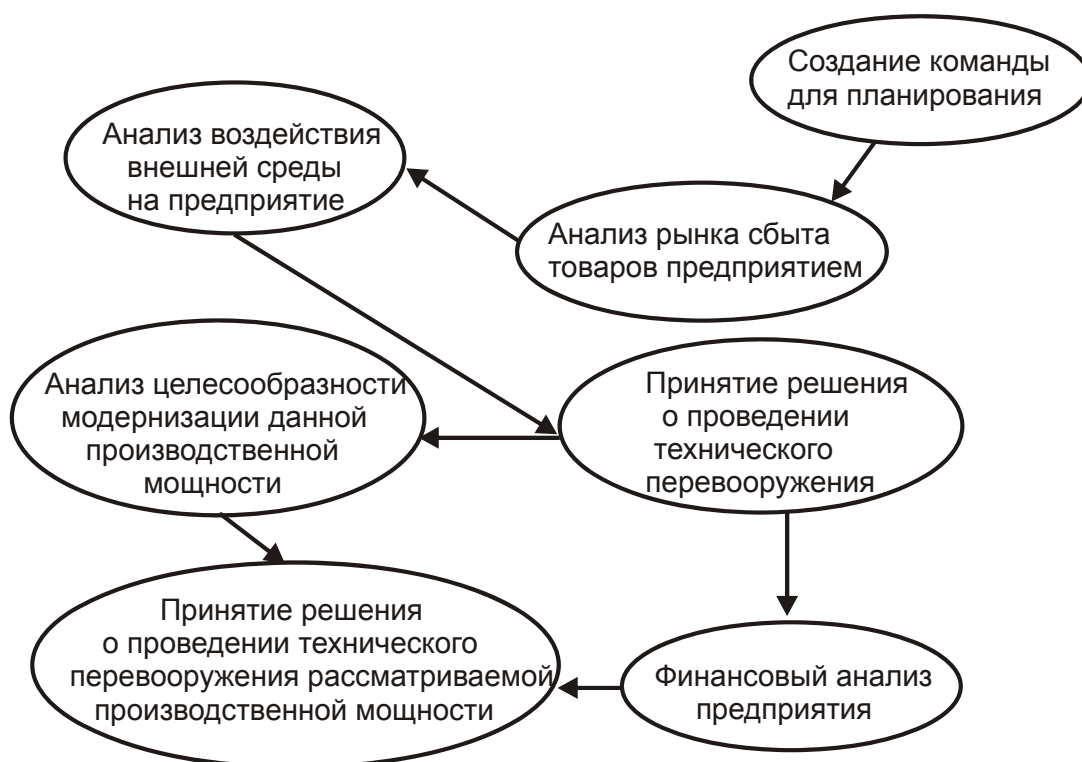 Создание команды
для планирования
Анализ рынка сбыта
товаров предприятием
Анализ воздействия
внешней среды
на предприятие
Принятие решения
о проведении
технического
перевооружения
Анализ целесообразности
модернизации данной
производственной
мощности
Финансовый анализ
предприятия
Принятие решения
о проведении технического
перевооружения рассматриваемой
производственной мощности